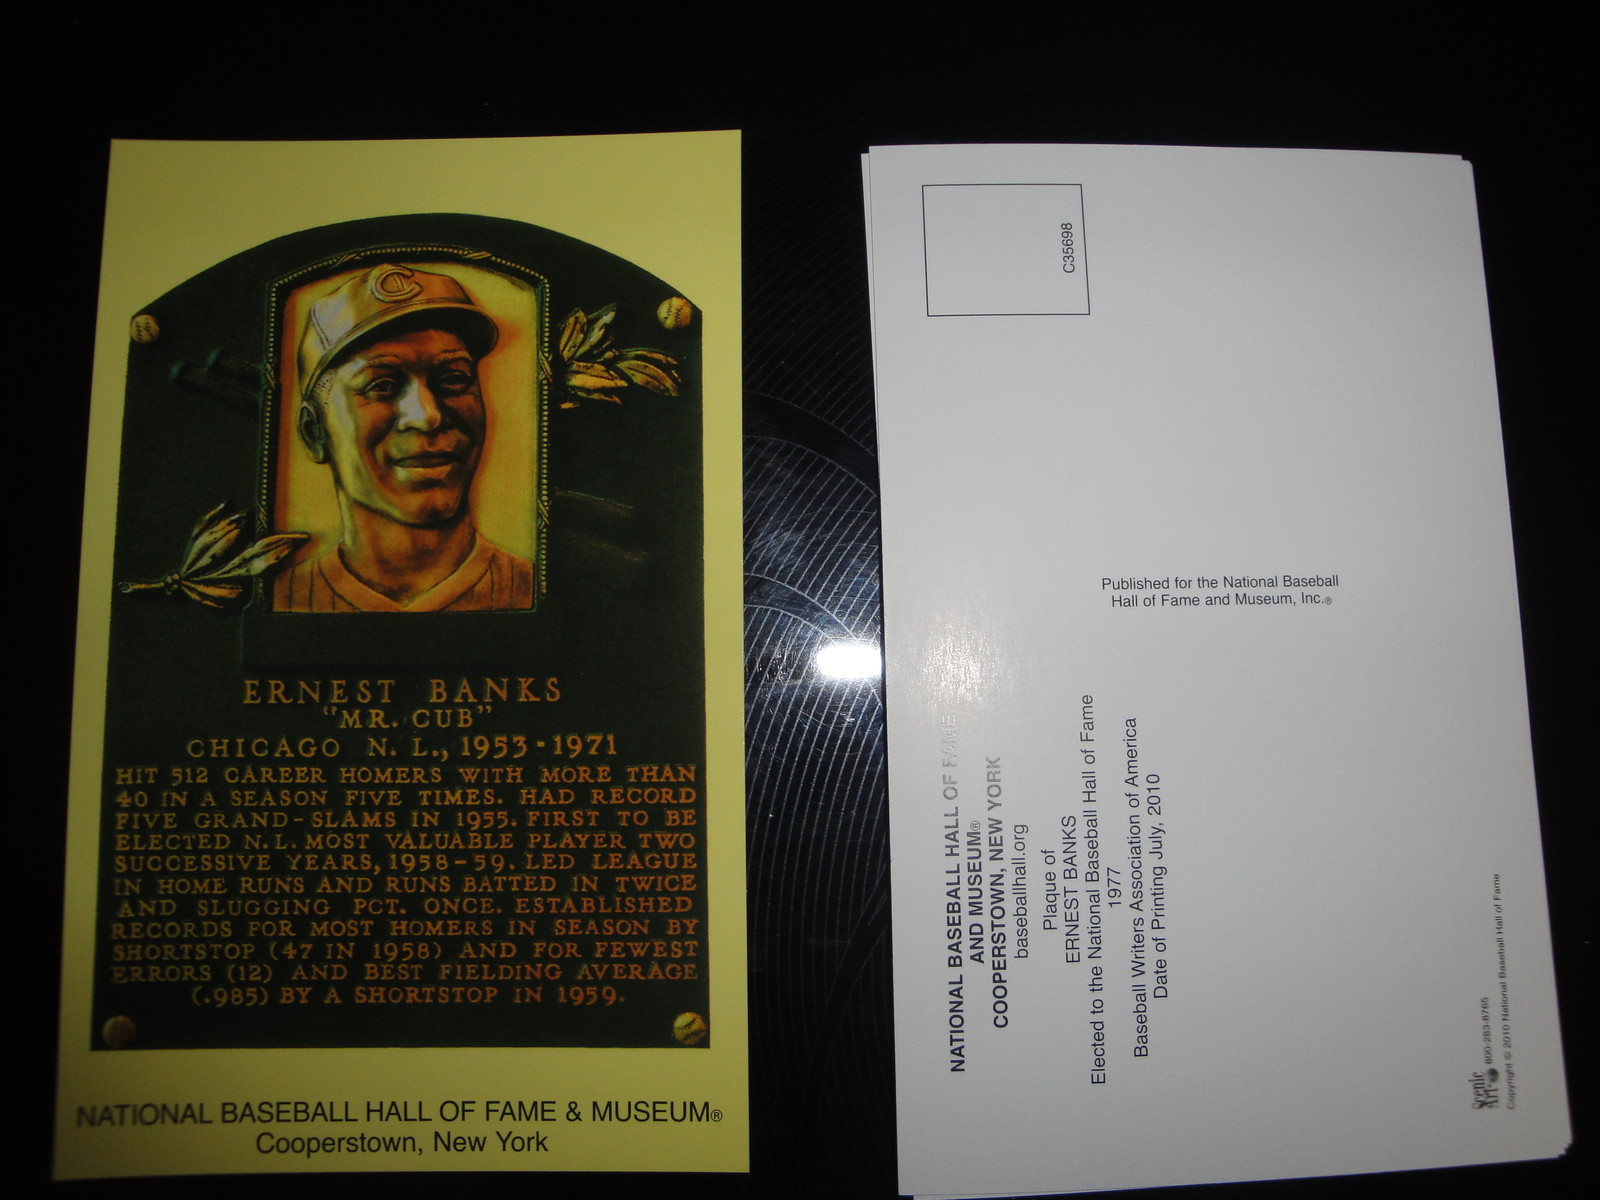 C
ERNEST BANKS
"MR. CUB"
CHICAGO N. L., 1953-1971
HIT 512 CAREER HOMERS WITH MORE THAN
40 IN A SEASON FIVE TIMES. HAD RECORD
FIVE GRAND-SLAMS IN 1955. FIRST TO BE
ELECTED N.L. MOST VALUABLE PLAYER TWO
SUCCESSIVE YEARS, 1958-59. LED LEAGUE
IN HOME RUNS AND RUNS BATTED IN TWICE
AND SLUGGING PCT. ONCE. ESTABLISHED
RECORDS FOR MOST HOMERS IN SEASON BY
SHORTSTOP (47 IN 1958) AND FOR FEWEST
ERRORS (12) AND BEST FIELDING AVERAGE
(.985) BY A SHORTSTOP IN 1959.
NATIONAL BASEBALL HALL OF FAME & MUSEUM®
Cooperstown, New York
C35698
Published for the National Baseball
Hall of Fame and Museum, Inc.®
NATIONAL BASEBALL HALL OF FAME
AND MUSEUM®
COOPERSTOWN, NEW YORK
baseballhall.org
Plaque of
ERNEST BANKS
Elected to the National Baseball Hall of Fame
1977
Baseball Writers Association of America
Date of Printing July, 2010
Scenic
Art 800-283-8765
Copyright © 2010 National Baseball Hall of Fame